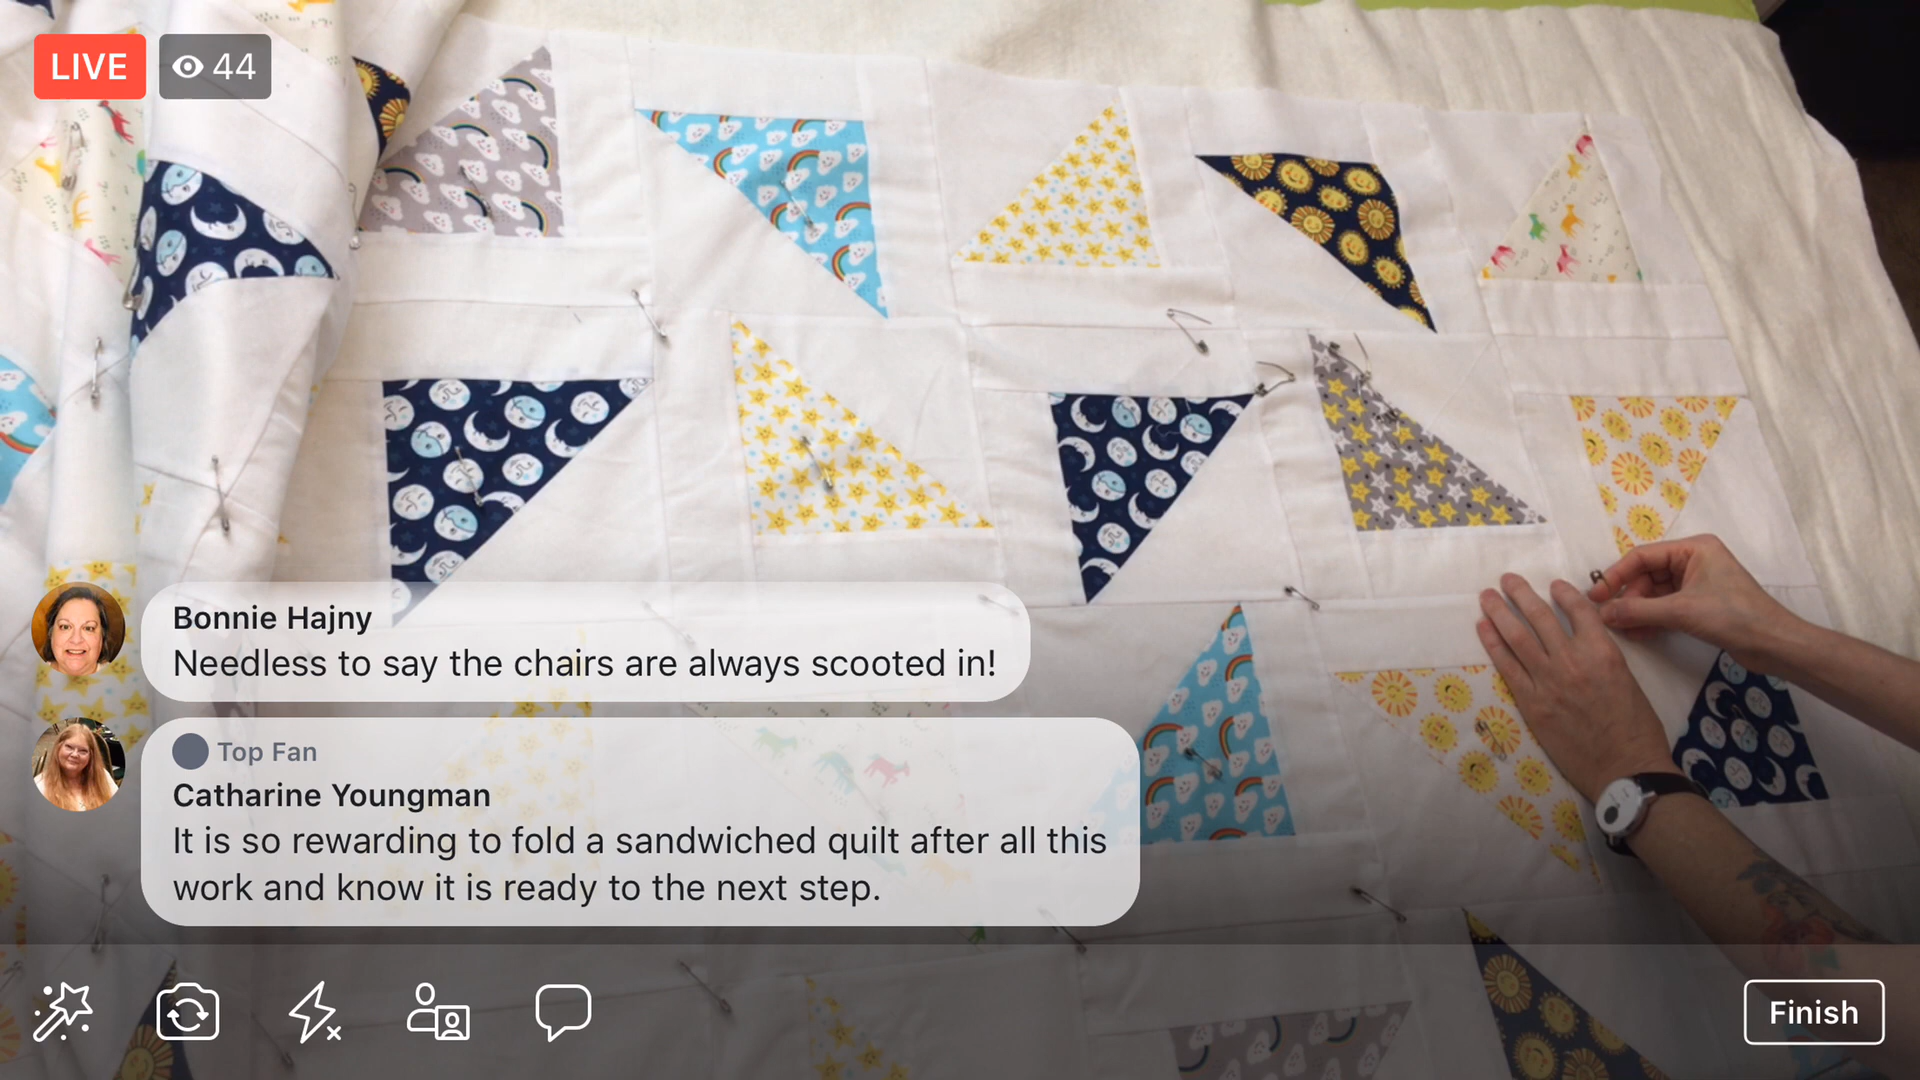 LIVE 44
Bonnie Hajny
Needless to say the chairs are always scooted in!
Top Fan
Catharine Youngman
It is so rewarding to fold a sandwiched quilt after all this
work and know it is ready to the next step.
Finish